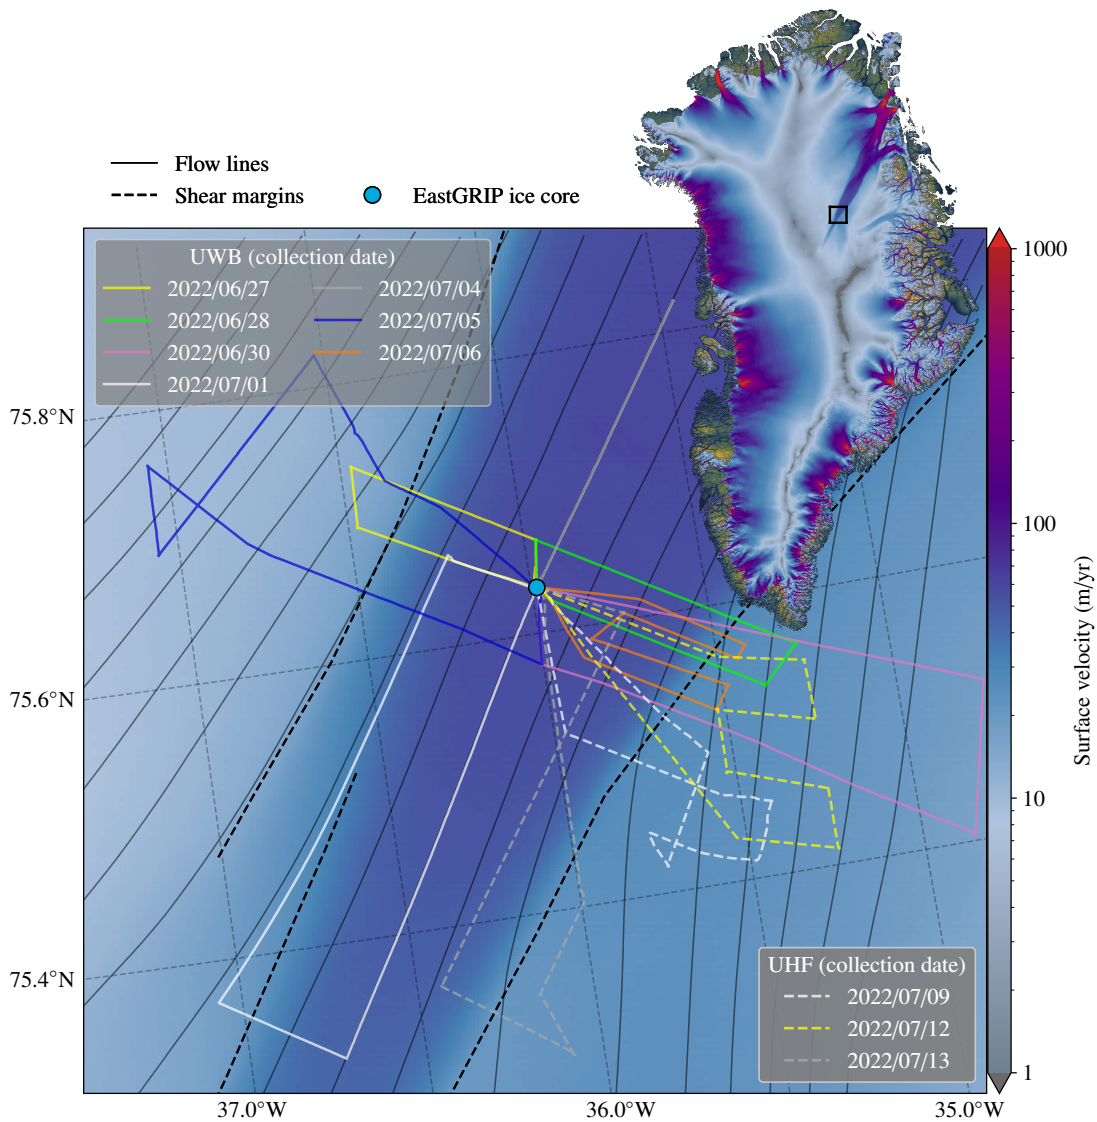 Flow lines
Shear margins
EastGRIP ice core
UWB (collection date)
2022/06/27
2022/07/04
2022/06/28
2022/07/05
2022/06/30
2022/07/06
2022/07/01
75.8°N
75.6°N
75.4°N
37.0°W
36.0°W
35.0°W
UHF (collection date)
2022/07/09
2022/07/12
2022/07/13
1000
100
10
1
Surface velocity (m/yr)